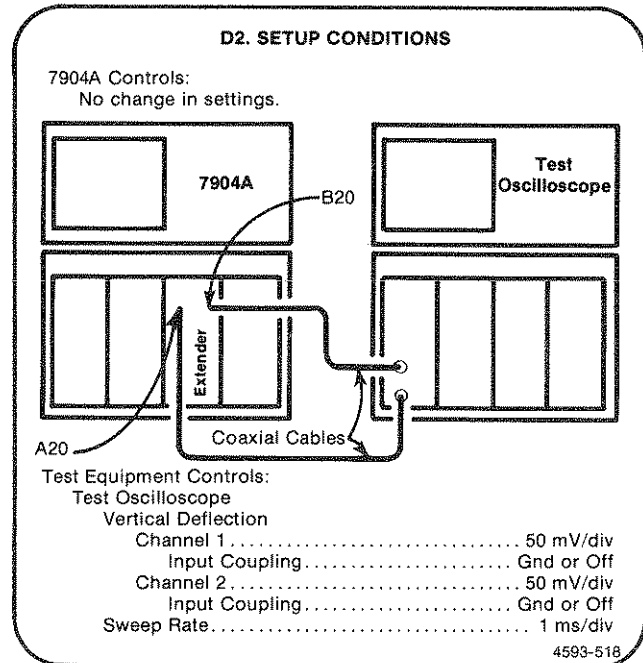 D2. SETUP CONDITIONS
7904A Controls:
No change in settings.
7904A
B20
Test
Oscilloscope
Extender
A20
Coaxial Cables
Test Equipment Controls:
Test Oscilloscope
Vertical Deflection
Channel 1 . . . . . . . . . . . . . . . . . . . . . . . . . . . . . . 50 mV/div
Input Coupling . . . . . . . . . . . . . . . . . . . . . . Gnd or Off
Channel 2 . . . . . . . . . . . . . . . . . . . . . . . . . . . . . . 50 mV/div
Input Coupling . . . . . . . . . . . . . . . . . . . . . . Gnd or Off
Sweep Rate . . . . . . . . . . . . . . . . . . . . . . . . . . . . . . 1 ms/div
4593-518